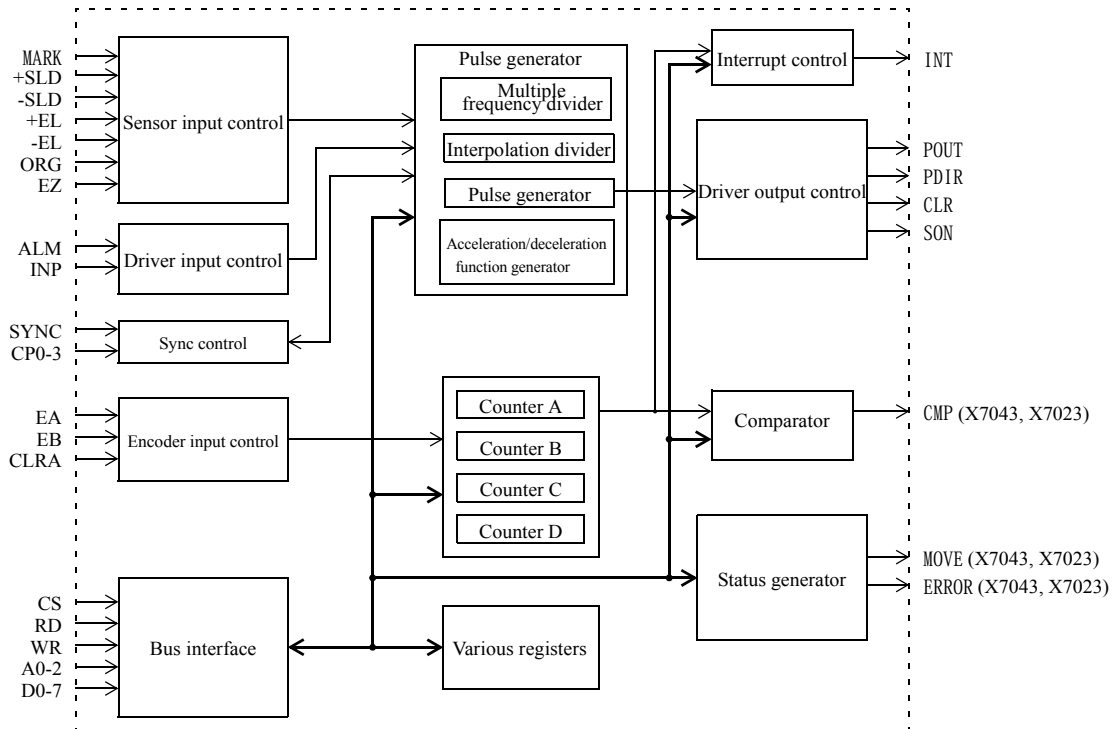 MARK
+SLD
-SLD
+EL
-EL
ORG
EZ
Sensor input control
ALM
INP
Driver input control
SYNC
CP0-3
Sync control
EA
EB
CLRA
Encoder input control
CS
RD
WR
A0-2
D0-7
Bus interface
Pulse generator
Multiple
frequency divider
Interpolation divider
Pulse generator
Acceleration/deceleration
function generator
Counter A
Counter B
Counter C
Counter D
Various registers
Interrupt control
INT
Driver output control
POUT
PDIR
CLR
SON
Comparator
CMP (X7043, X7023)
Status generator
MOVE (X7043, X7023)
ERROR (X7043, X7023)